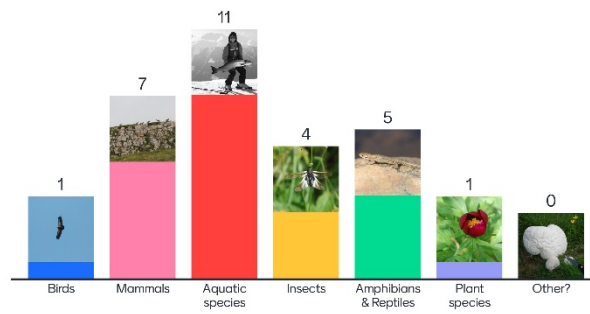 1
7
11
4
5
1
0
Birds
Mammals
Aquatic
species
Insects
Amphibians
& Reptiles
Plant
species
Other?